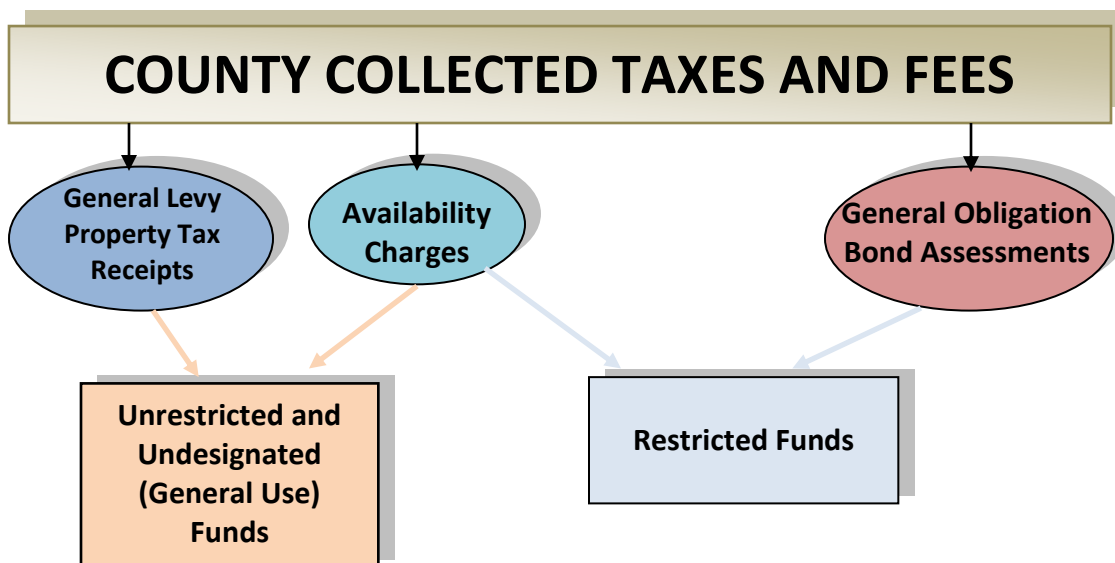 COUNTY COLLECTED TAXES AND FEES
General Levy
Property Tax
Receipts
Availability
Charges
General Obligation
Bond Assessments
Unrestricted and
Undesignated
(General Use)
Funds
Restricted Funds